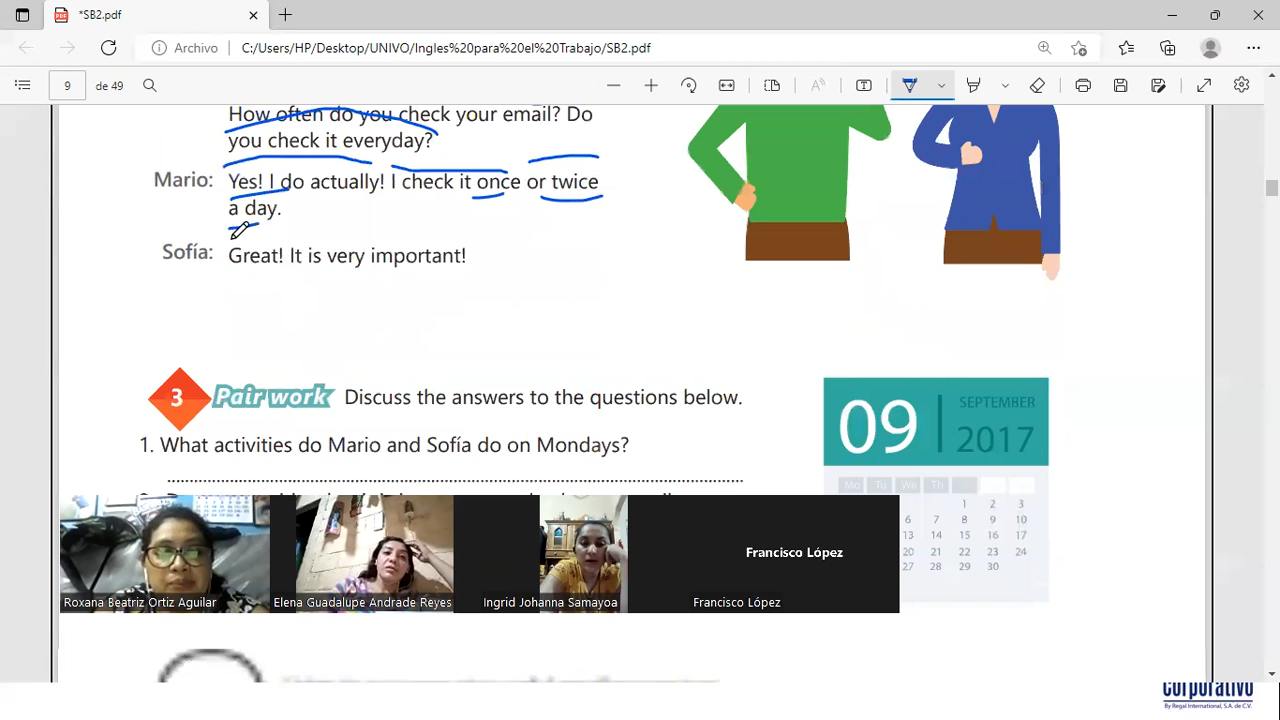 *SB2.pdf
Archivo
C:/Users/HP/Desktop/UNIVO/Ingles%20para%20el%20Trabajo/SB2.pdf
9
de 49
How often do you check your email? Do
you check it everyday?
Mario: Yes! I do actually! I check it once or twice
a day.
Sofía: Great! It is very important!
3 Pair work Discuss the answers to the questions below.
1. What activities do Mario and Sofía do on Mondays?
09 SEPTEMBER
2017
Mo Tu We Th
1 2 3
6 7 8 9 10
13 14 15 16 17
20 21 22 23 24
27 28 29 30
Francisco López
Roxana Beatriz Ortiz Aguilar
Elena Guadalupe Andrade Reyes
Ingrid Johanna Samayoa
Francisco López
corporativo
By Regal International, S.A. de C.V.